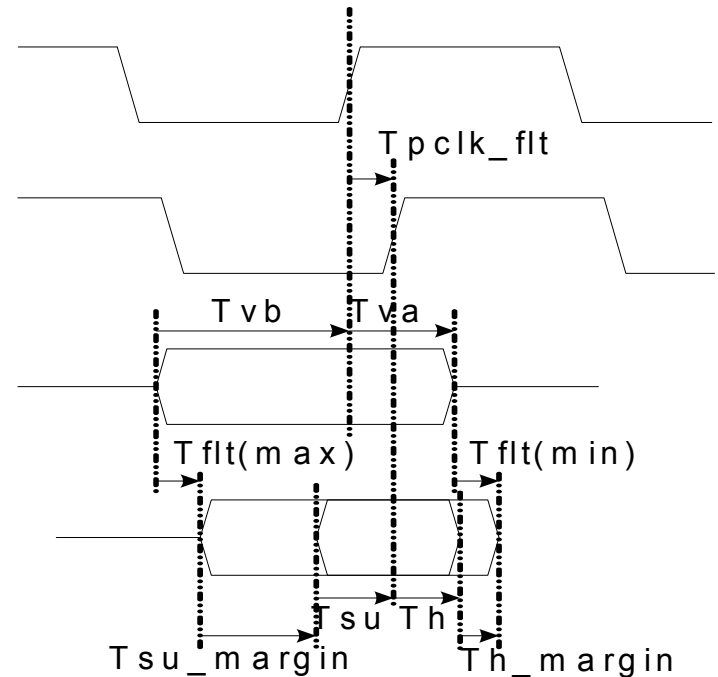 Tpclk_flt
Tvb Tva
Tflt(max) Tflt(min)
Tsu Th
Tsu_margin Th_margin